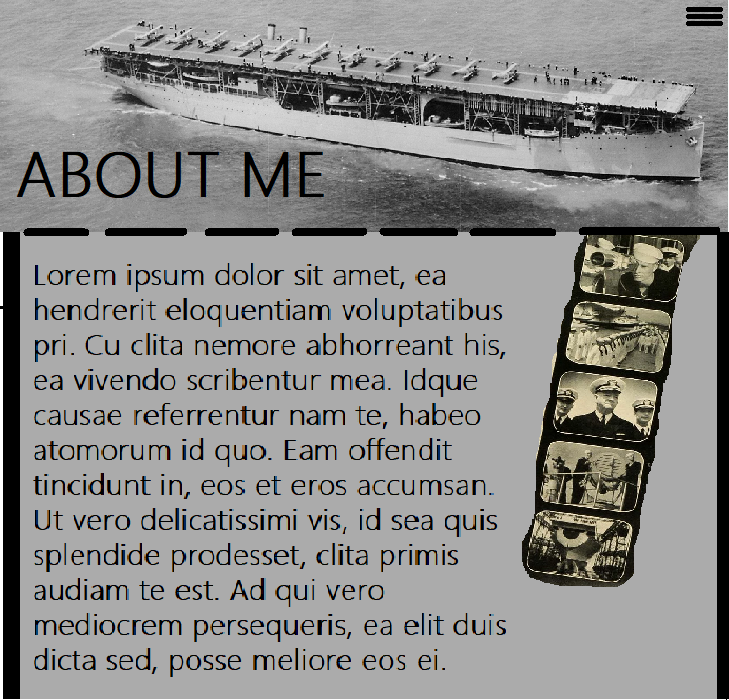 ABOUT ME
Lorem ipsum dolor sit amet, ea
hendrerit eloquentiam voluptatibus
pri. Cu clita nemore abhorreant his,
ea vivendo scribentur mea. Idque
causae referrentur nam te, habeo
atomorum id quo. Eam offendit
tincidunt in, eos et eros accumsan.
Ut vero delicatissimi vis, id sea quis
splendide prodesset, clita primis
audiam te est. Ad qui vero
mediocrem persequeris, ea elit duis
dicta sed, posse meliore eos ei.